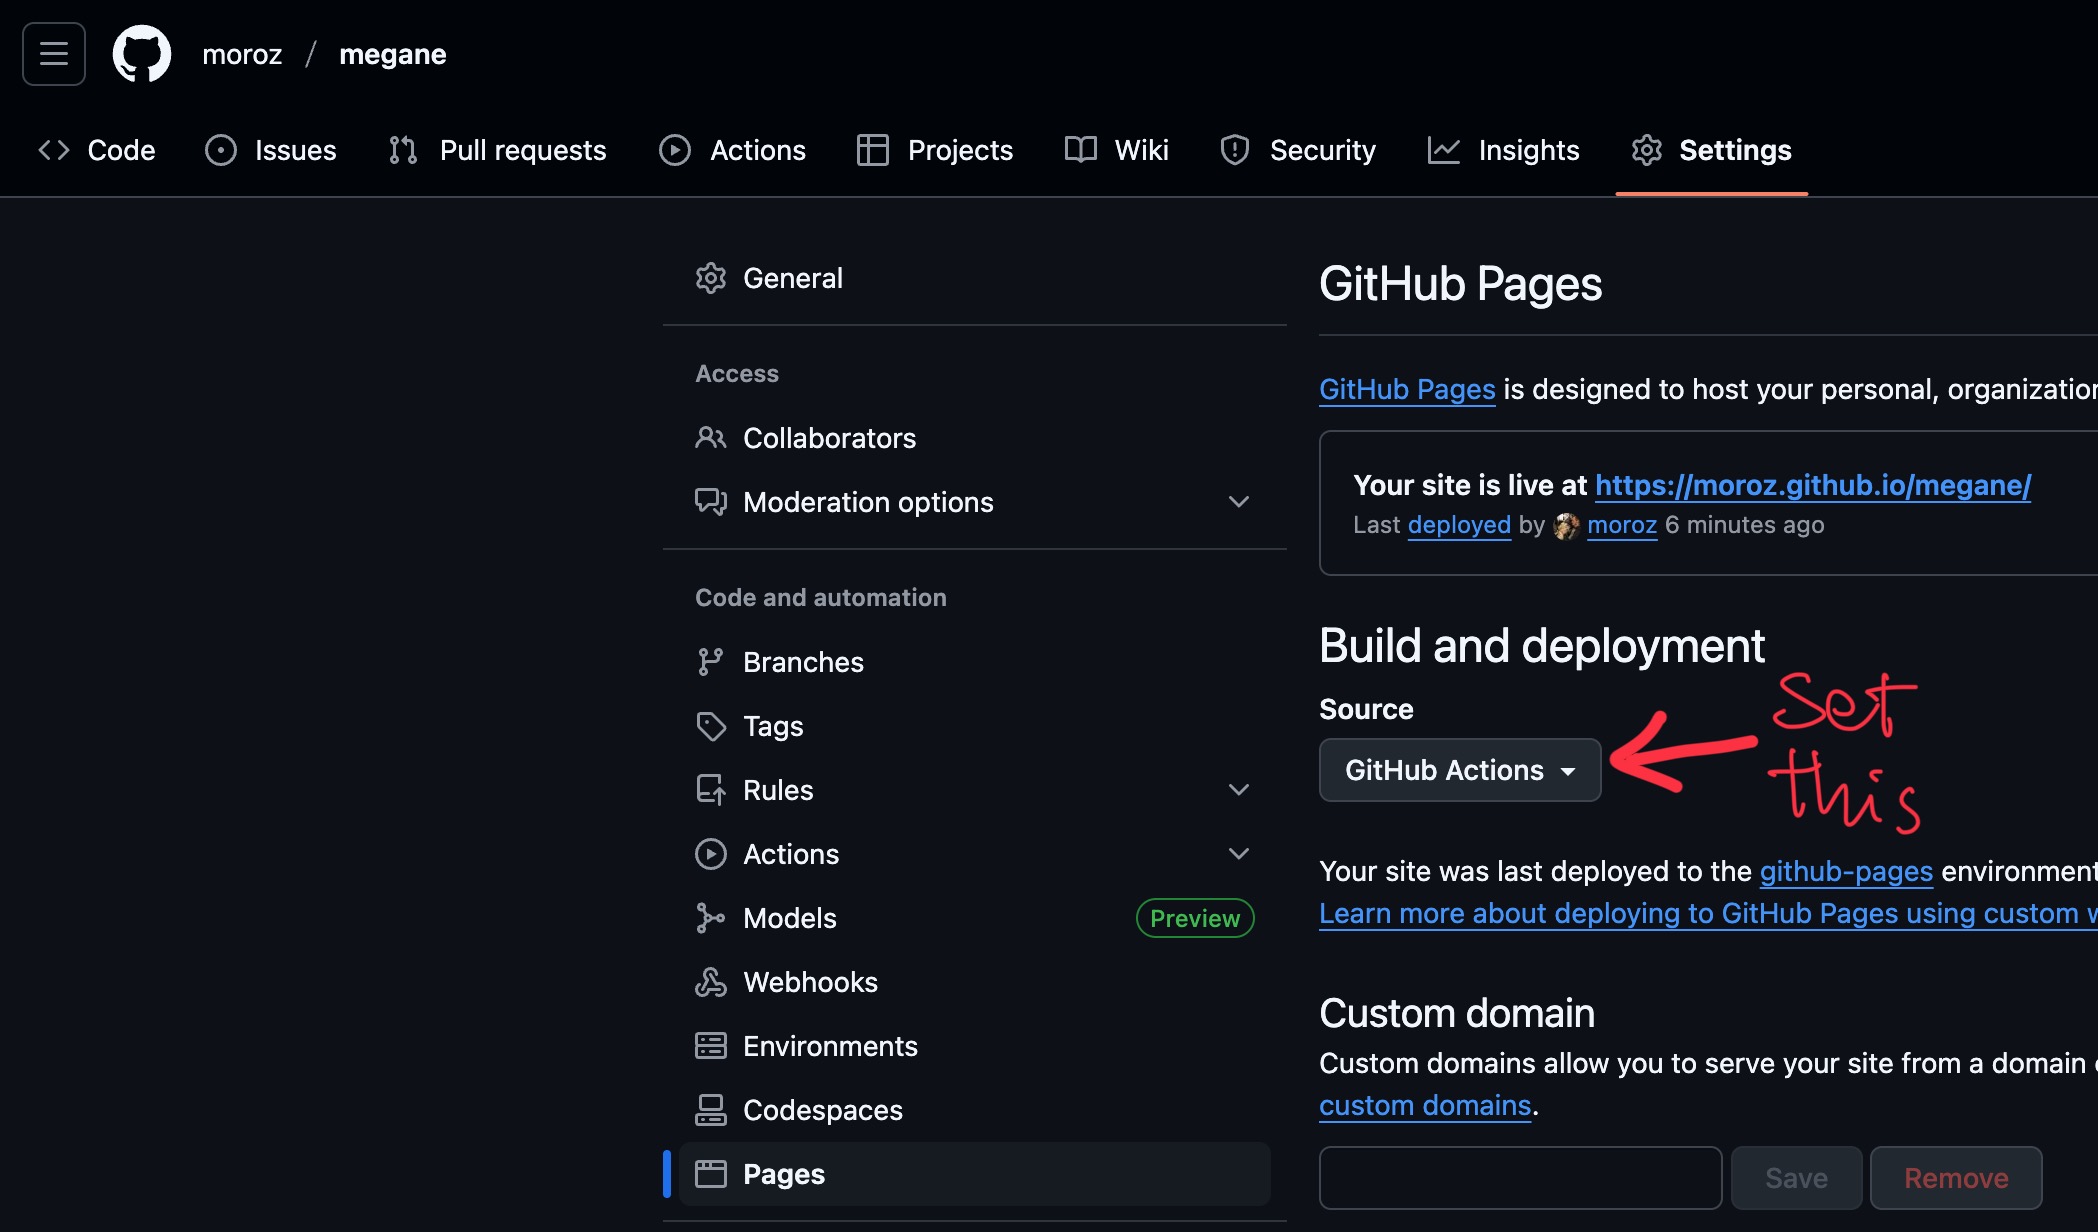 moroz / megane
Code Issues Pull requests Actions Projects Wiki Security Insights Settings
General
Access
Collaborators
Moderation options
Code and automation
Branches
Tags
Rules
Actions
Models Preview
Webhooks
Environments
Codespaces
Pages
GitHub Pages
GitHub Pages is designed to host your personal, organization
Your site is live at https://moroz.github.io/megane/
Last deployed by moroz 6 minutes ago
Build and deployment
Source
GitHub Actions
Set
this
Your site was last deployed to the github-pages environment
Learn more about deploying to GitHub Pages using custom w
Custom domain
Custom domains allow you to serve your site from a domain
custom domains.
Save Remove